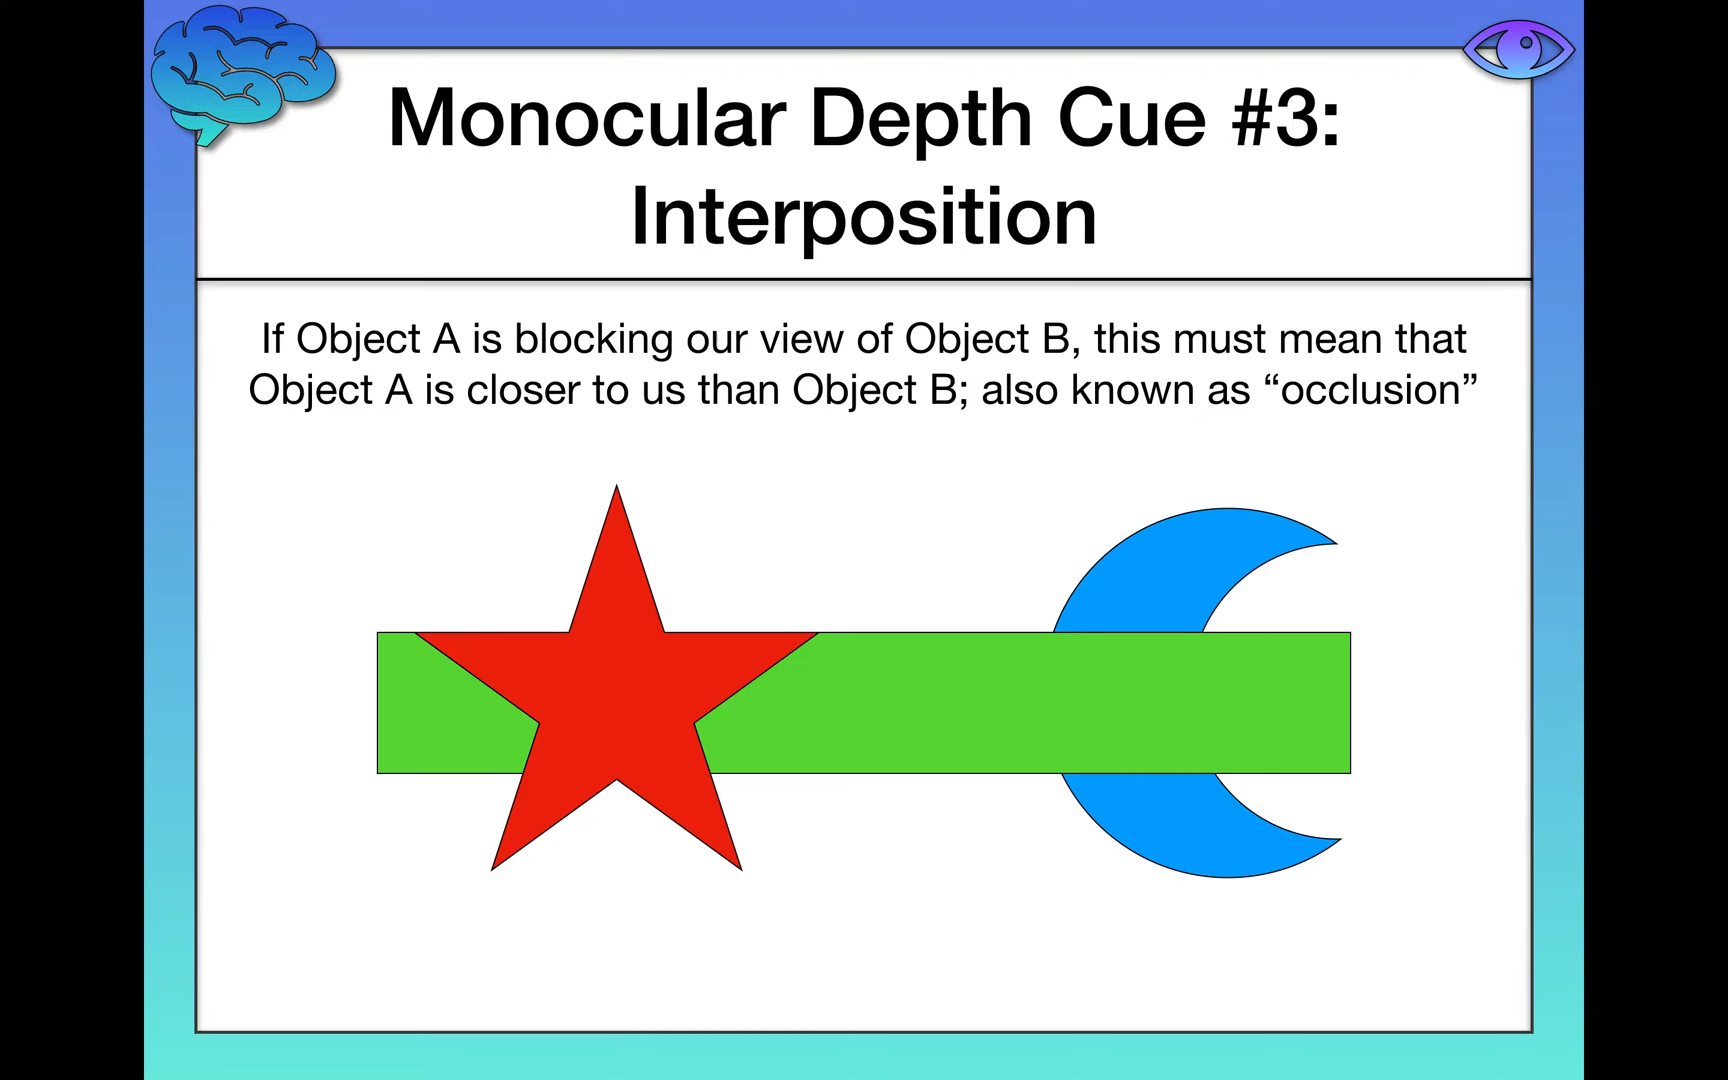 Monocular Depth Cue #3:
Interposition
If Object A is blocking our view of Object B, this must mean that
Object A is closer to us than Object B; also known as “occlusion”